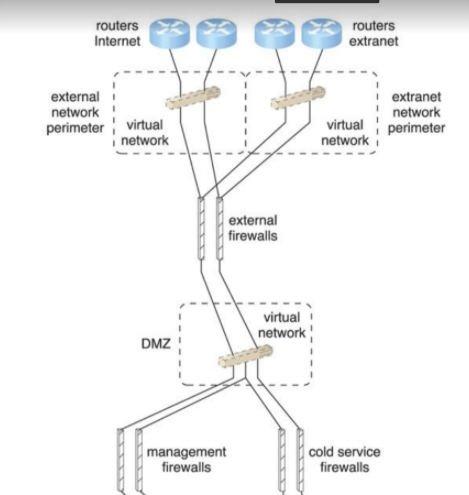 routers
Internet
routers
extranet
external
network
perimeter
virtual
network
virtual
network
extranet
network
perimeter
external
firewalls
virtual
network
DMZ
management
firewalls
cold service
firewalls